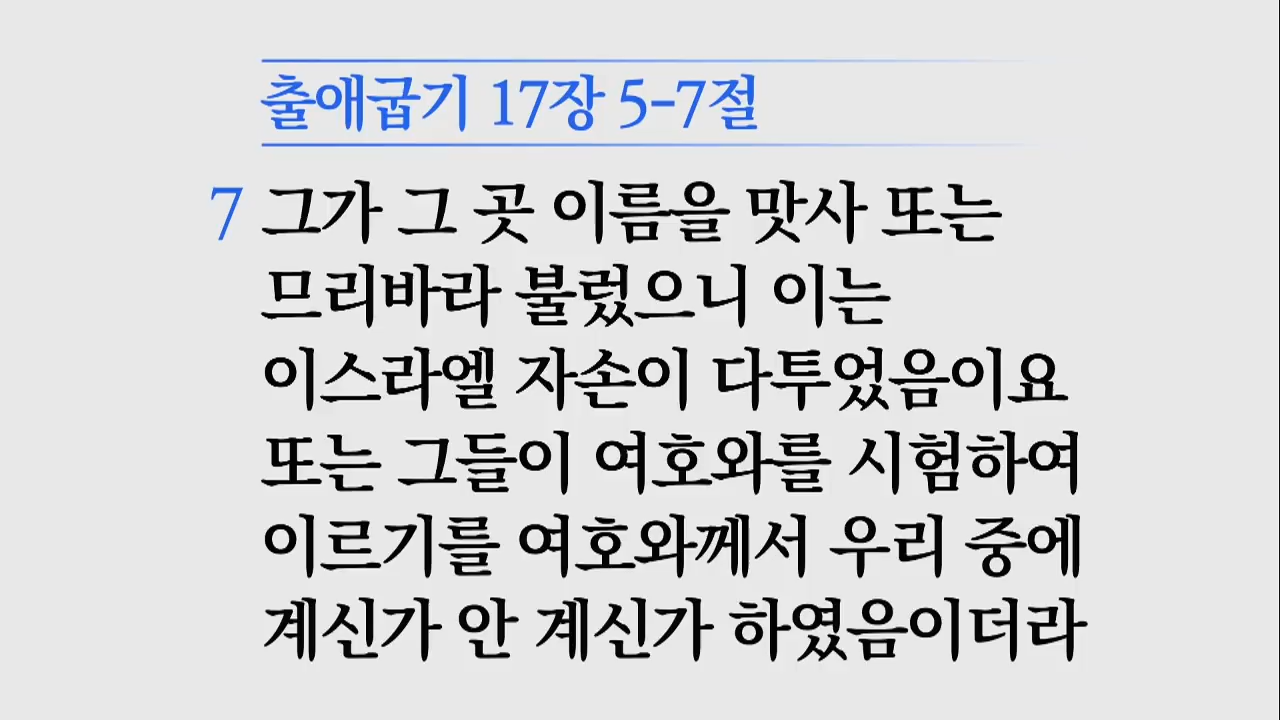 출애굽기 17장 5-7절
7 그가 그 곳 이름을 맛사 또는
므리바라 불렀으니 이는
이스라엘 자손이 다투었음이요
또는 그들이 여호와를 시험하여
이르기를 여호와께서 우리 중에
계신가 안 계신가 하였음이더라